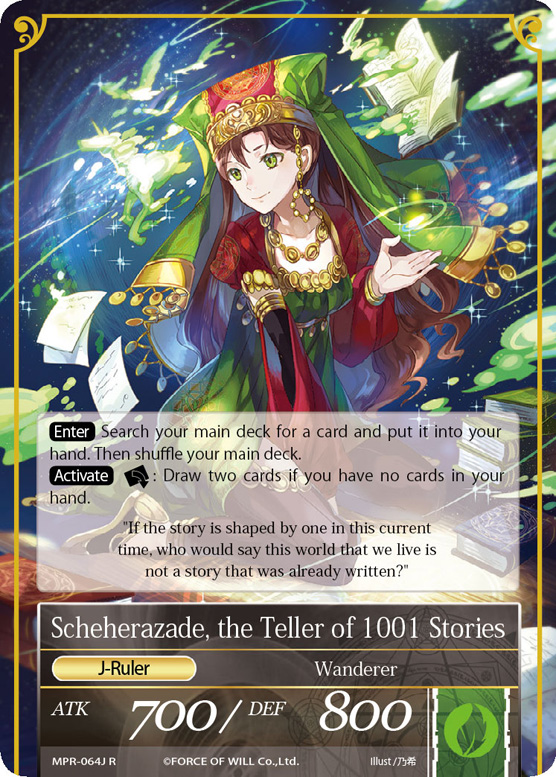 Enter Search your main deck for a card and put it into your
hand. Then shuffle your main deck.
Activate : Draw two cards if you have no cards in your
hand.
"If the story is shaped by one in this current
time, who would say this world that we live is
not a story that was already written?"
Scheherazade, the Teller of 1001 Stories
J-Ruler Wanderer
ATK 700/ DEF 800
MPR-064J R ©FORCE OF WILL Co.,Ltd. Illust/乃希